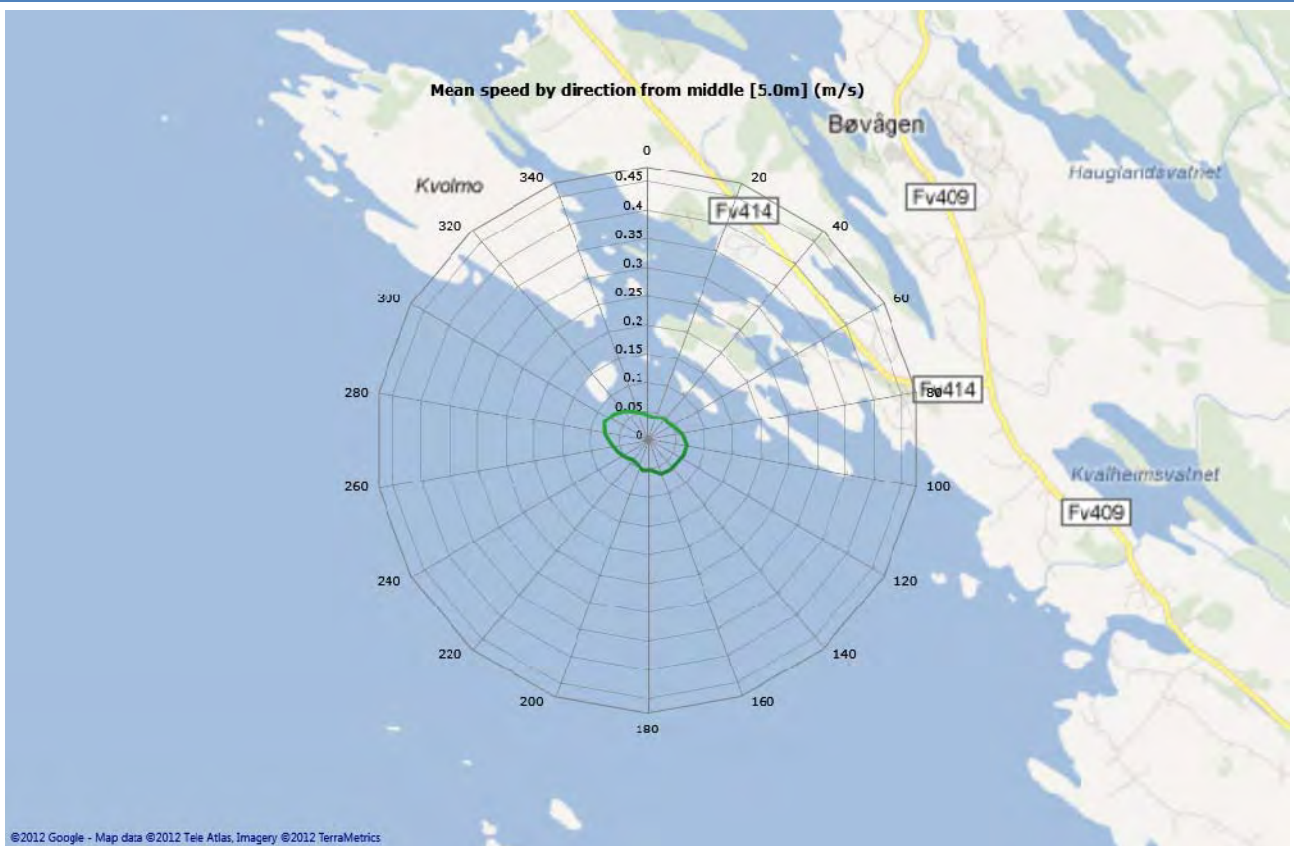 Mean speed by direction from middle [5.0m] (m/s)
Bøvågen
Hauglandsvatnet
Kvolmo
Fv409
Fv414
0
20
40
60
80
100
120
140
160
180
200
220
240
260
280
300
320
340
0.45
0.4
0.35
0.3
0.25
0.2
0.15
0.1
0.05
0
Fv414
Kvalheimsvatnet
Fv409
©2012 Google - Map data ©2012 Tele Atlas, Imagery ©2012 TerraMetrics